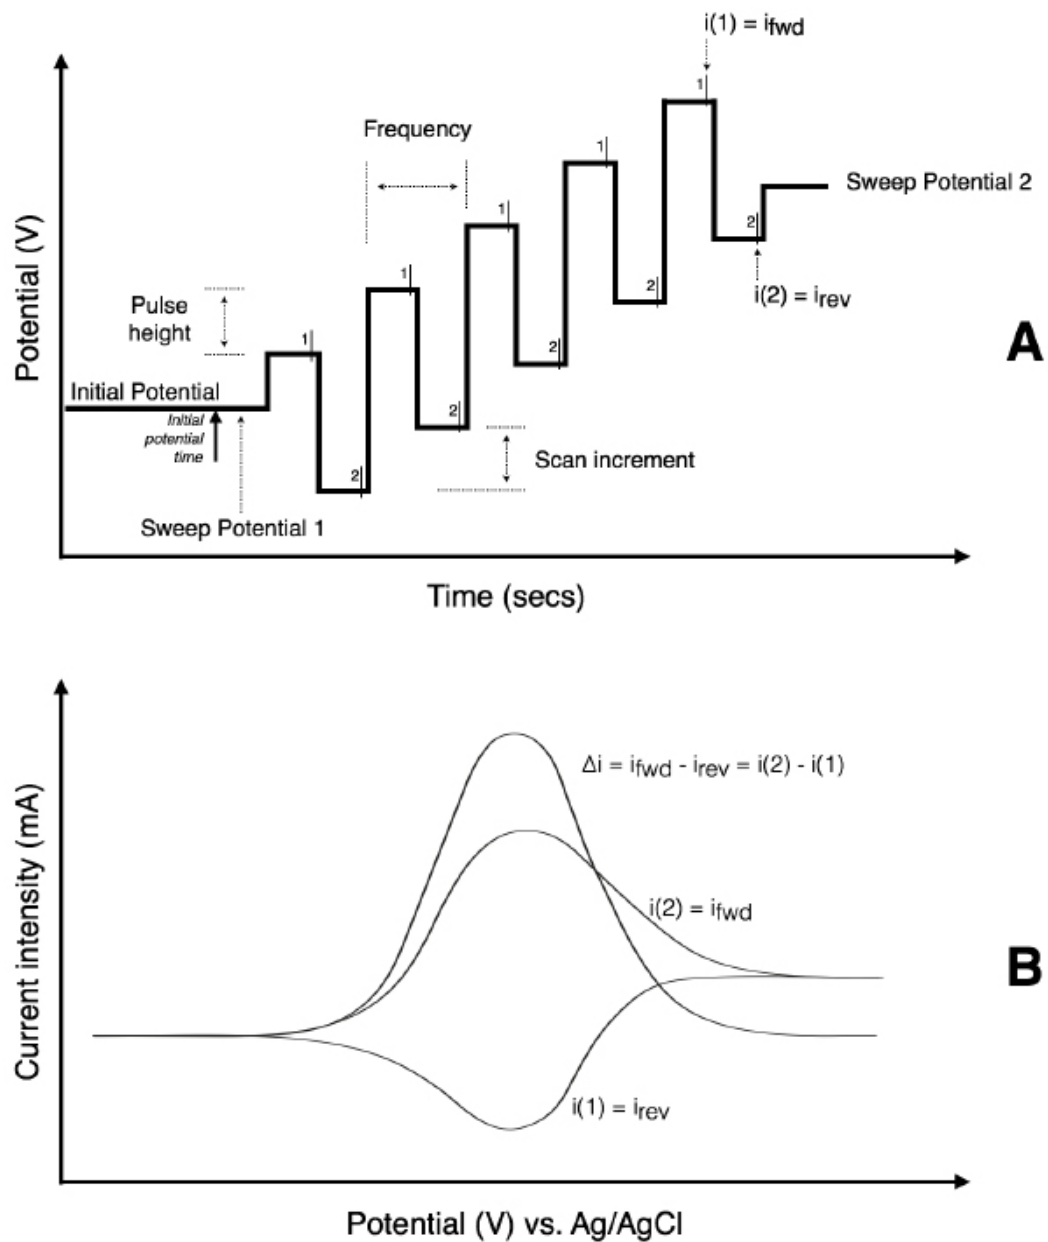 i(1) = ifwd
1
Frequency
1
Sweep Potential 2
1
2
Potential (V)
1
2
i(2) = irev
Pulse
height
1
2
A
Initial Potential
Initial
potential
time
2
Scan increment
2
Sweep Potential 1
Time (secs)
Δi = ifwd - irev = i(2) - i(1)
Current intensity (mA)
i(2) = ifwd
B
i(1) = irev
Potential (V) vs. Ag/AgCl